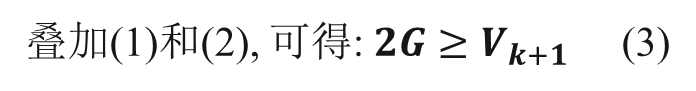 叠加(1)和(2), 可得: 2G ≥ V_{k+1} (3)